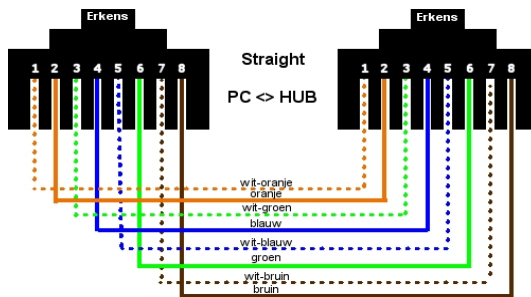 Erkens
Erkens
1 2 3 4 5 6 7 8
Straight
1 2 3 4 5 6 7 8
PC <> HUB
wit-oranje
oranje
wit-groen
blauw
wit-blauw
groen
wit-bruin
bruin